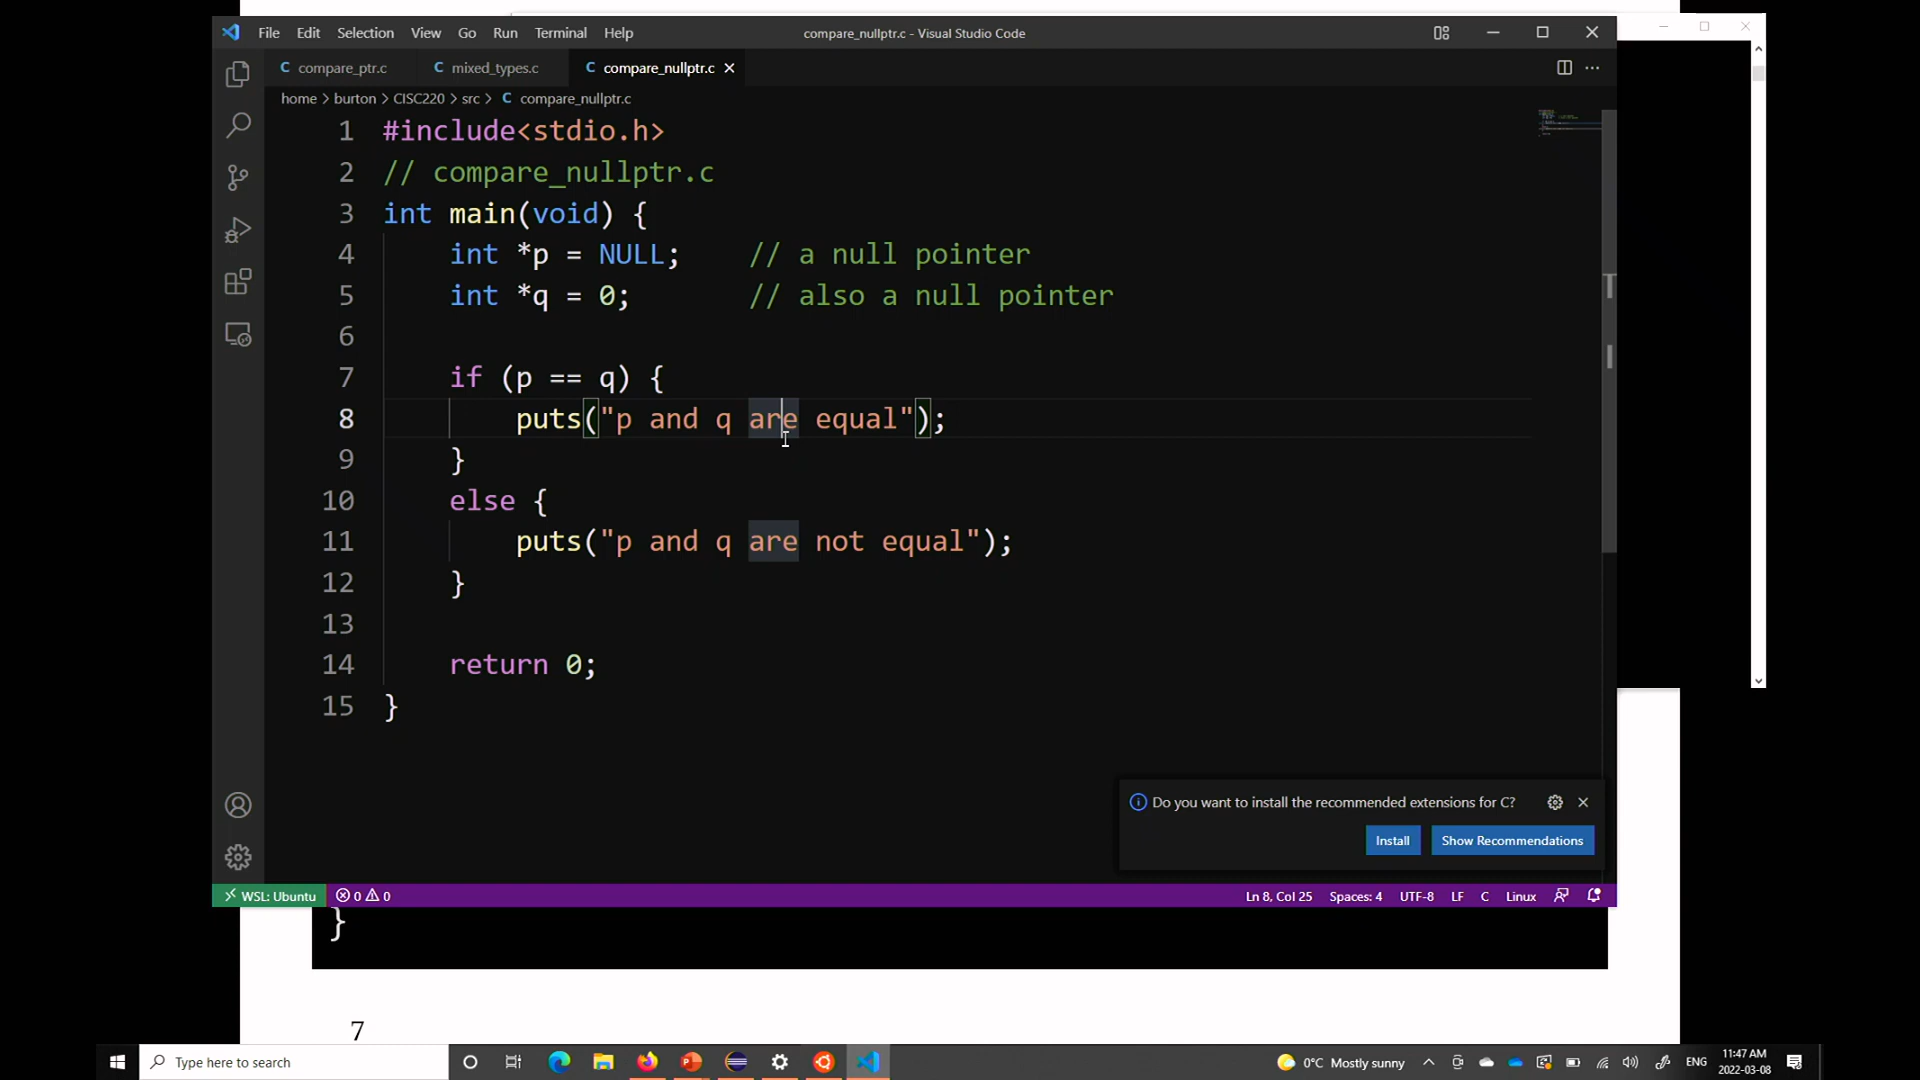 File Edit Selection View Go Run Terminal Help
compare_nullptr.c - Visual Studio Code
C compare_ptr.c C mixed_types.c C compare_nullptr.c
home > burton > CISC220 > src > C compare_nullptr.c
1 #include<stdio.h>
2 // compare_nullptr.c
3 int main(void) {
4 int *p = NULL; // a null pointer
5 int *q = 0; // also a null pointer
6
7 if (p == q) {
8 puts("p and q are equal");
9 }
10 else {
11 puts("p and q are not equal");
12 }
13
14 return 0;
15 }
Do you want to install the recommended extensions for C?
Install Show Recommendations
WSL: Ubuntu 0 0 Ln 8, Col 25 Spaces: 4 UTF-8 LF C Linux
}
7
Type here to search 0°C Mostly sunny ENG 11:47 AM
2022-03-08